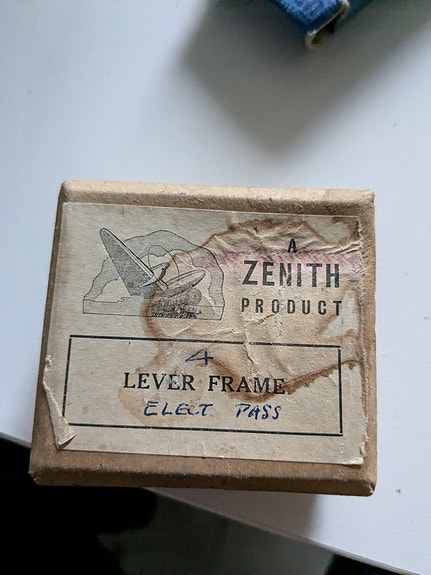 A
ZENITH
PRODUCT
4
LEVER FRAME
ELECT PASS